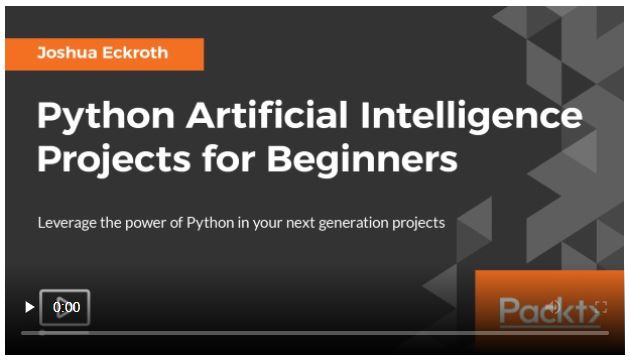 Joshua Eckroth
Python Artificial Intelligence
Projects for Beginners
Leverage the power of Python in your next generation projects
0:00
Packt>